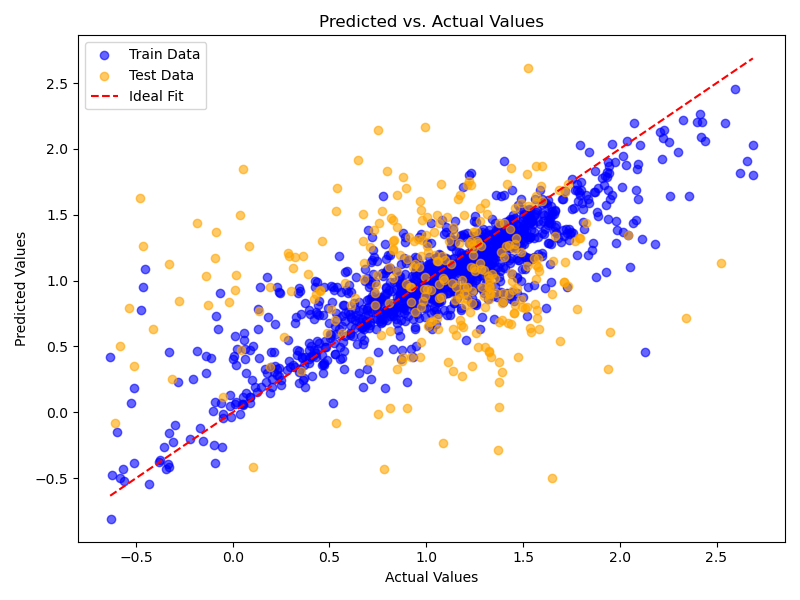 Predicted vs. Actual Values
Train Data
Test Data
Ideal Fit
2.5
2.0
1.5
1.0
0.5
0.0
−0.5
Predicted Values
−0.5
0.0
0.5
1.0
1.5
2.0
2.5
Actual Values